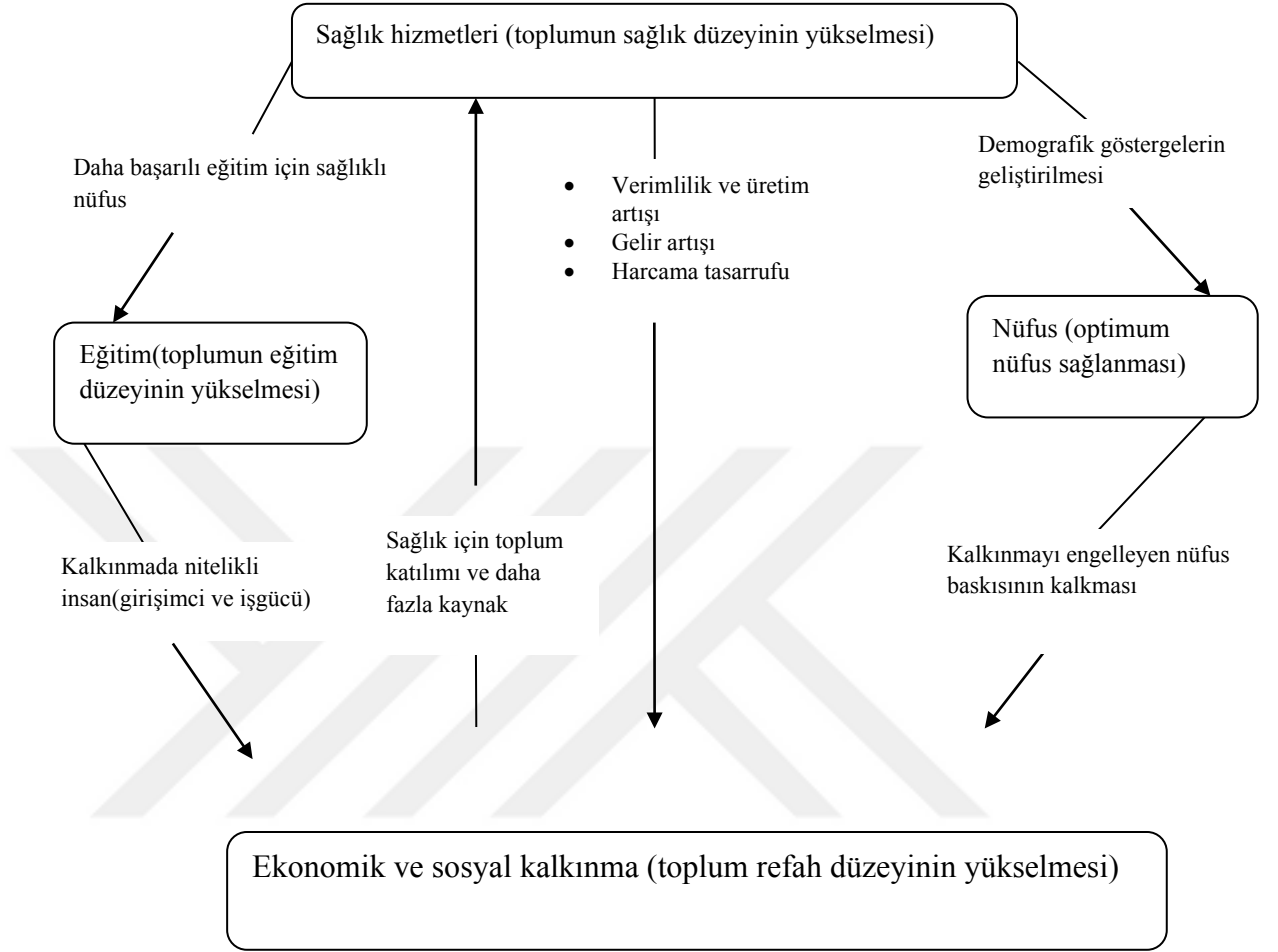 Sağlık hizmetleri (toplumun sağlık düzeyinin yükselmesi)
Daha başarılı eğitim için sağlıklı
nüfus
• Verimlilik ve üretim
artışı
• Gelir artışı
• Harcama tasarrufu
Demografik göstergelerin
geliştirilmesi
Eğitim(toplumun eğitim
düzeyinin yükselmesi)
Nüfus (optimum
nüfus sağlanması)
Kalkınmada nitelikli
insan(girişimci ve işgücü)
Sağlık için toplum
katılımı ve daha
fazla kaynak
Kalkınmayı engelleyen nüfus
baskısının kalkması
Ekonomik ve sosyal kalkınma (toplum refah düzeyinin yükselmesi)